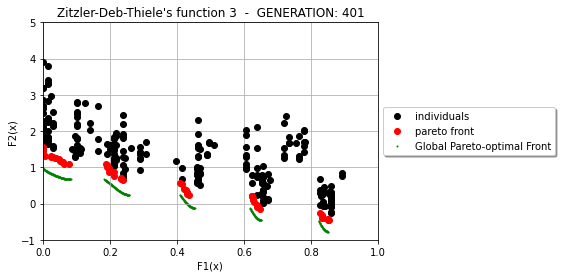 Zitzler-Deb-Thiele's function 3 - GENERATION: 401
5
4
3
2
1
0
−1
F2(x)
0.0 0.2 0.4 0.6 0.8 1.0
F1(x)
individuals
pareto front
Global Pareto-optimal Front